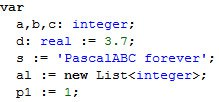 var
a,b,c: integer;
d: real := 3.7;
s := 'PascalABC forever';
al := new List<integer>;
p1 := 1;